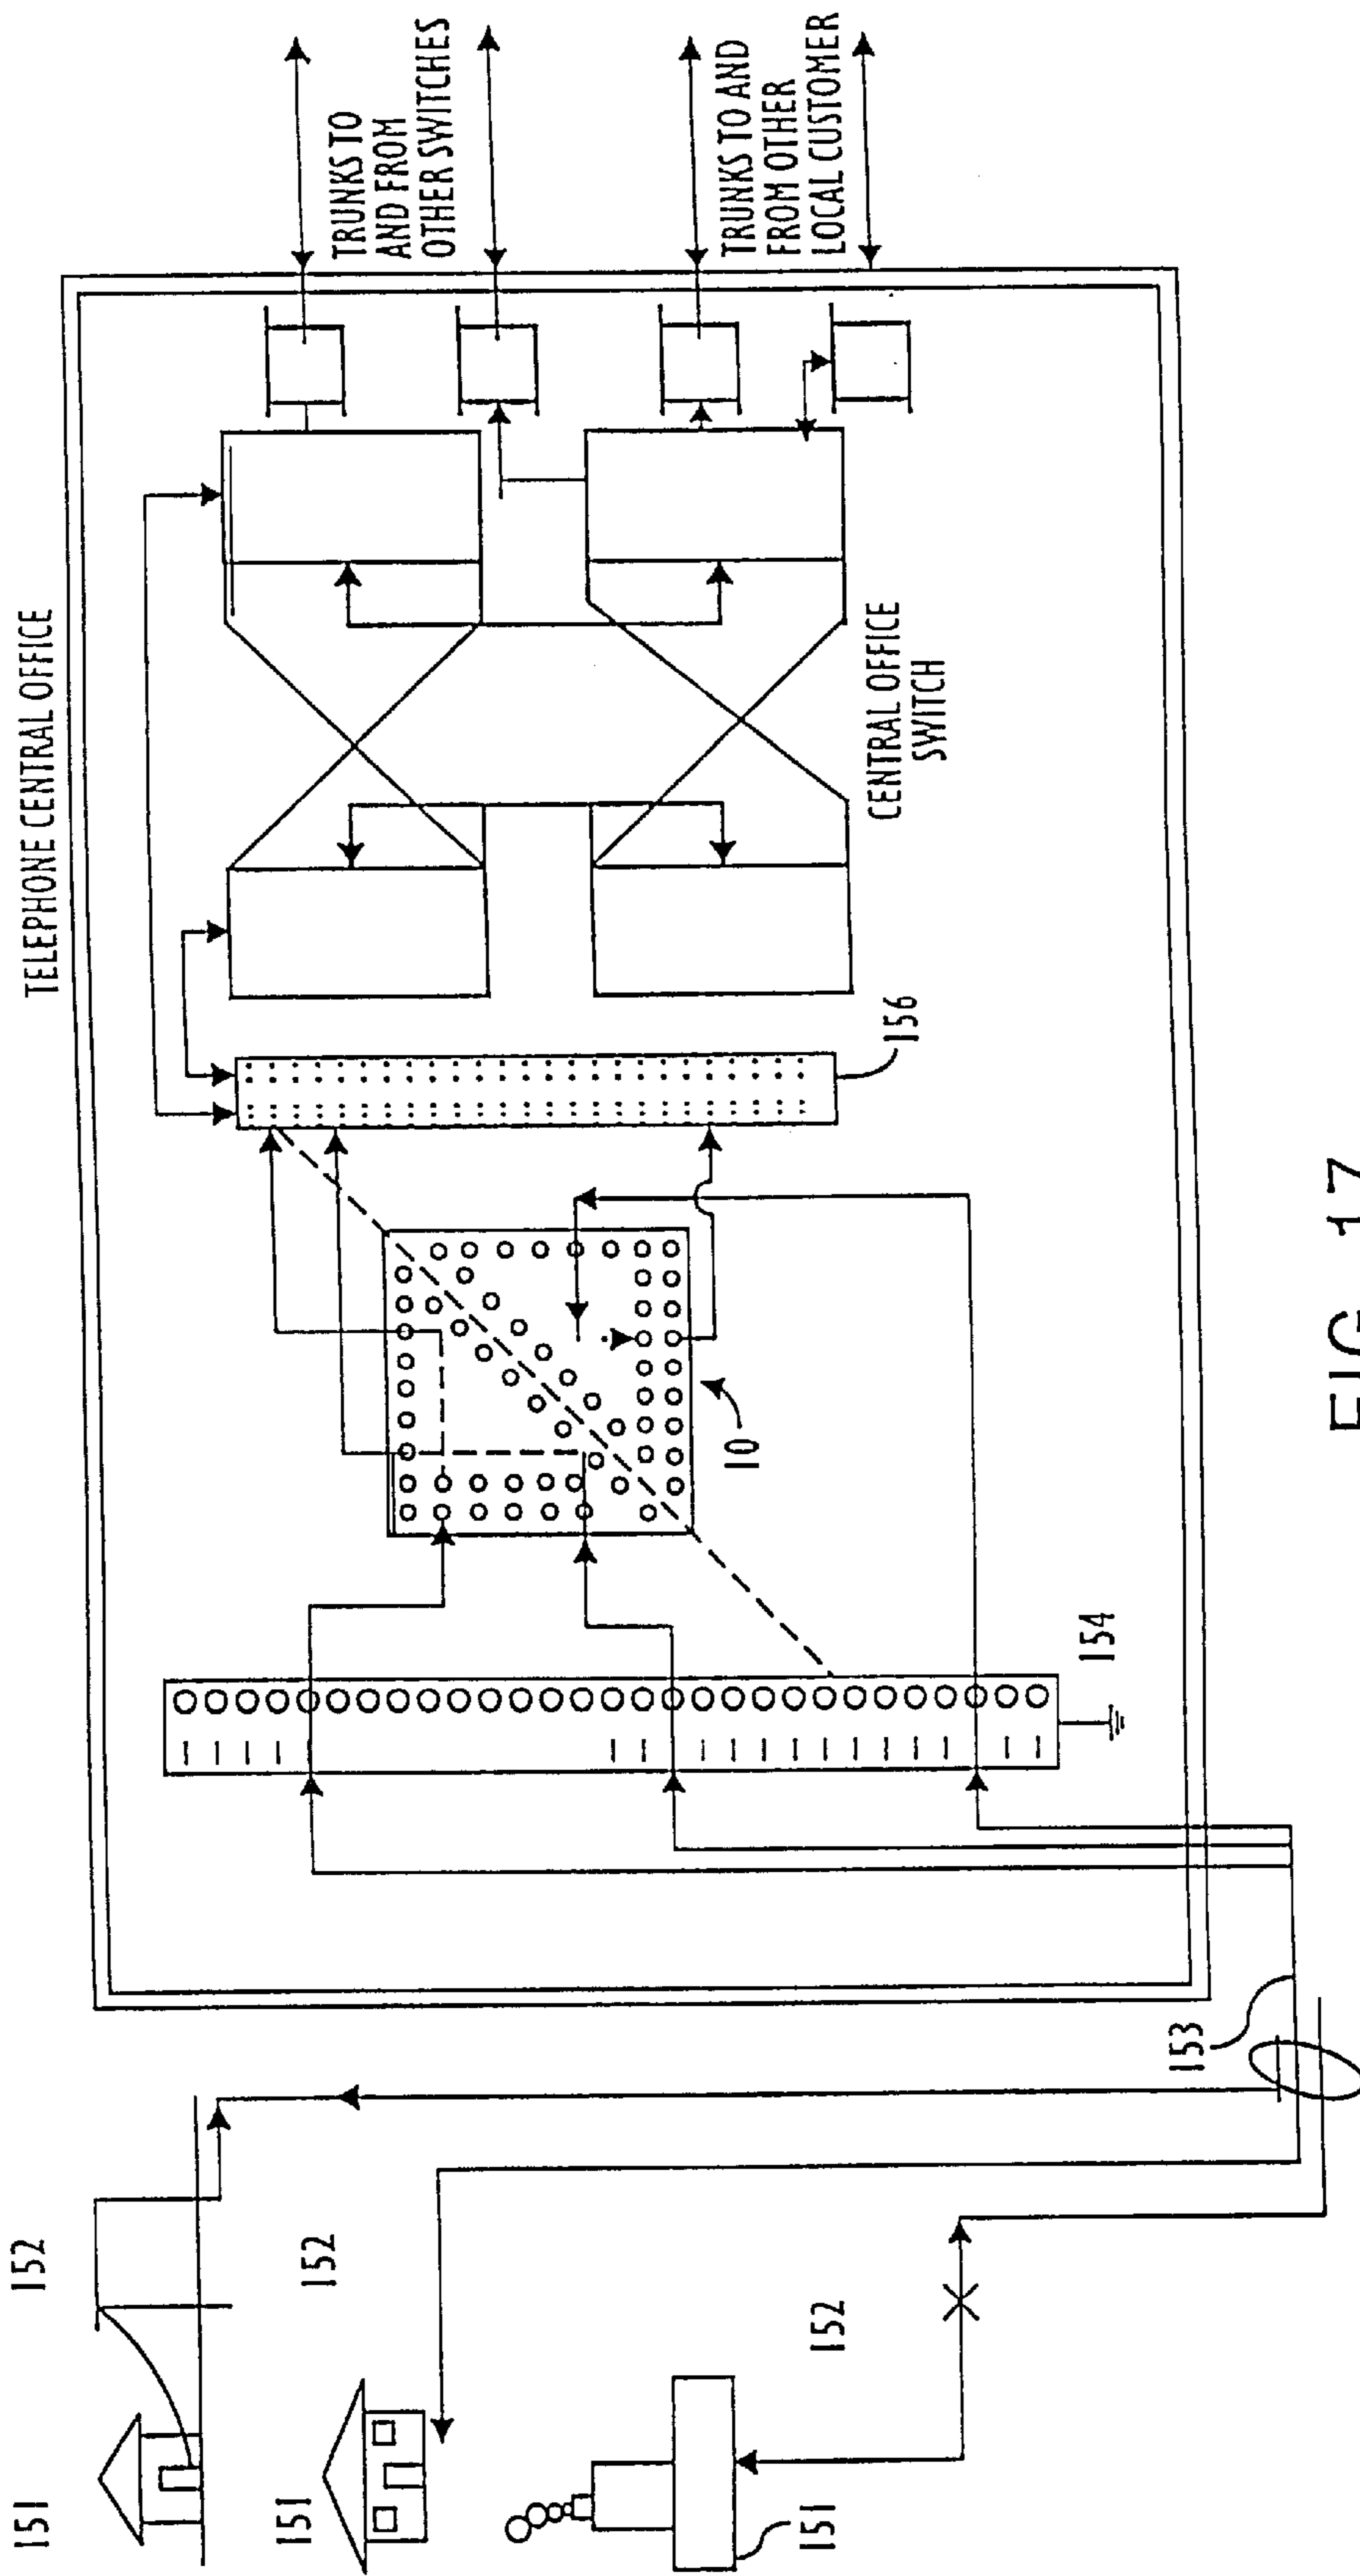 TELEPHONE CENTRAL OFFICE
TRUNKS TO
AND FROM
OTHER SWITCHES
TRUNKS TO AND
FROM OTHER
LOCAL CUSTOMER
CENTRAL OFFICE
SWITCH
151
152
151
152
151
152
153
154
10
156
FIG. 17